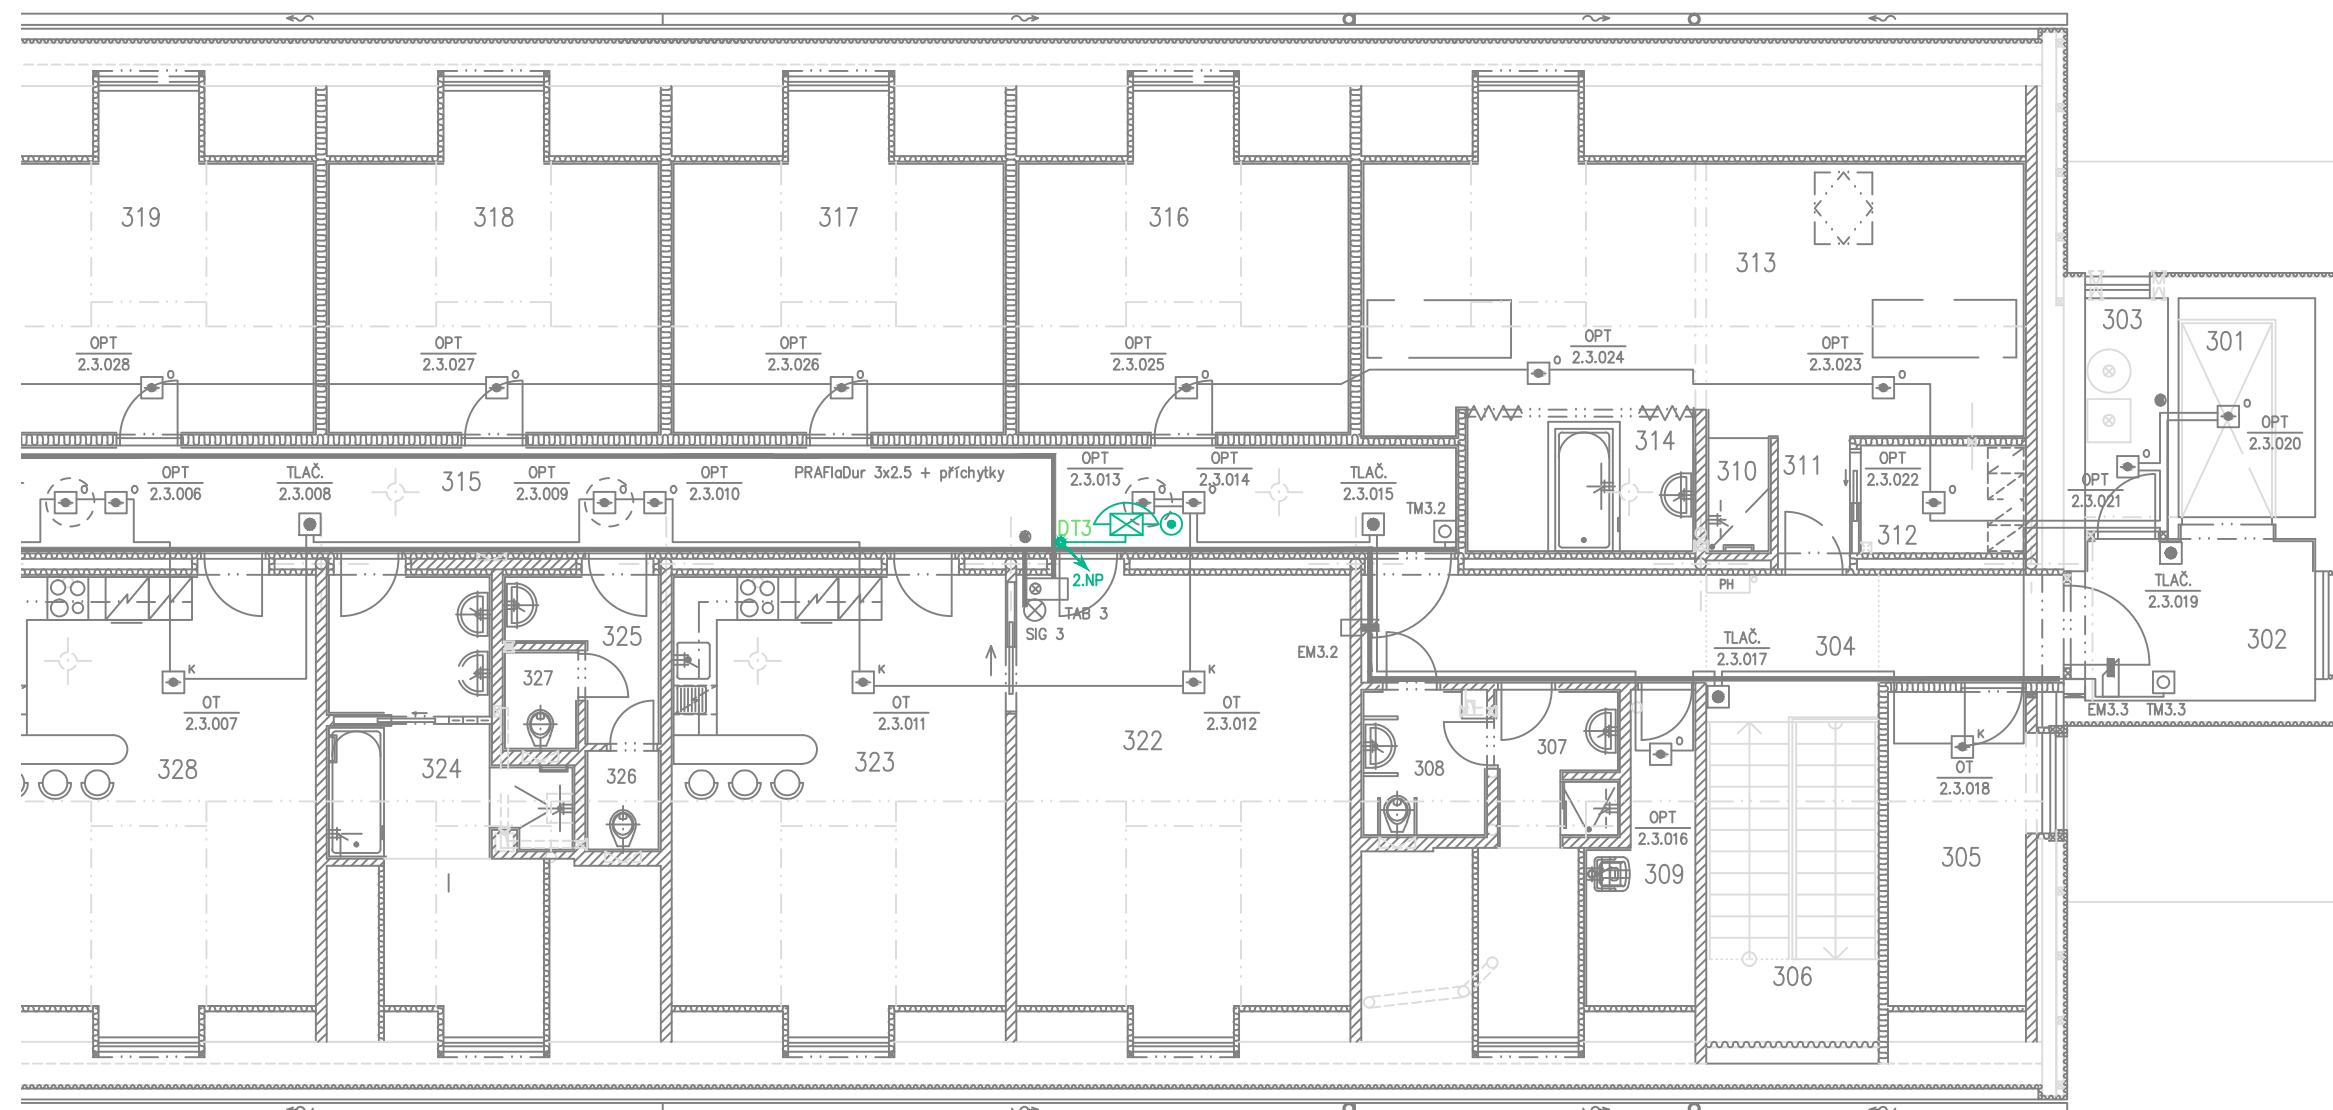 319
318
317
316
313
303
301
OPT
2.3.028
OPT
2.3.027
OPT
2.3.026
OPT
2.3.025
OPT
2.3.024
OPT
2.3.023
O
O
O
O
O
O
O
OPT
2.3.020
314
310
311
OPT
2.3.022
312
O
O
OPT
2.3.021
OPT
2.3.006
TLAČ.
2.3.008
315
OPT
2.3.009
OPT
2.3.010
PRAFlaDur 3x2.5 + příchytky
OPT
2.3.013
OPT
2.3.014
TLAČ.
2.3.015
TM3.2
O
O
O
O
O
O
DT3
2.NP
TAB 3
SIG 3
PH
TLAČ.
2.3.019
302
EM3.2
TLAČ.
2.3.017
304
EM3.3
TM3.3
325
327
K
OT
2.3.007
K
OT
2.3.011
K
OT
2.3.012
328
324
326
323
322
308
307
O
OPT
2.3.016
309
K
OT
2.3.018
305
306